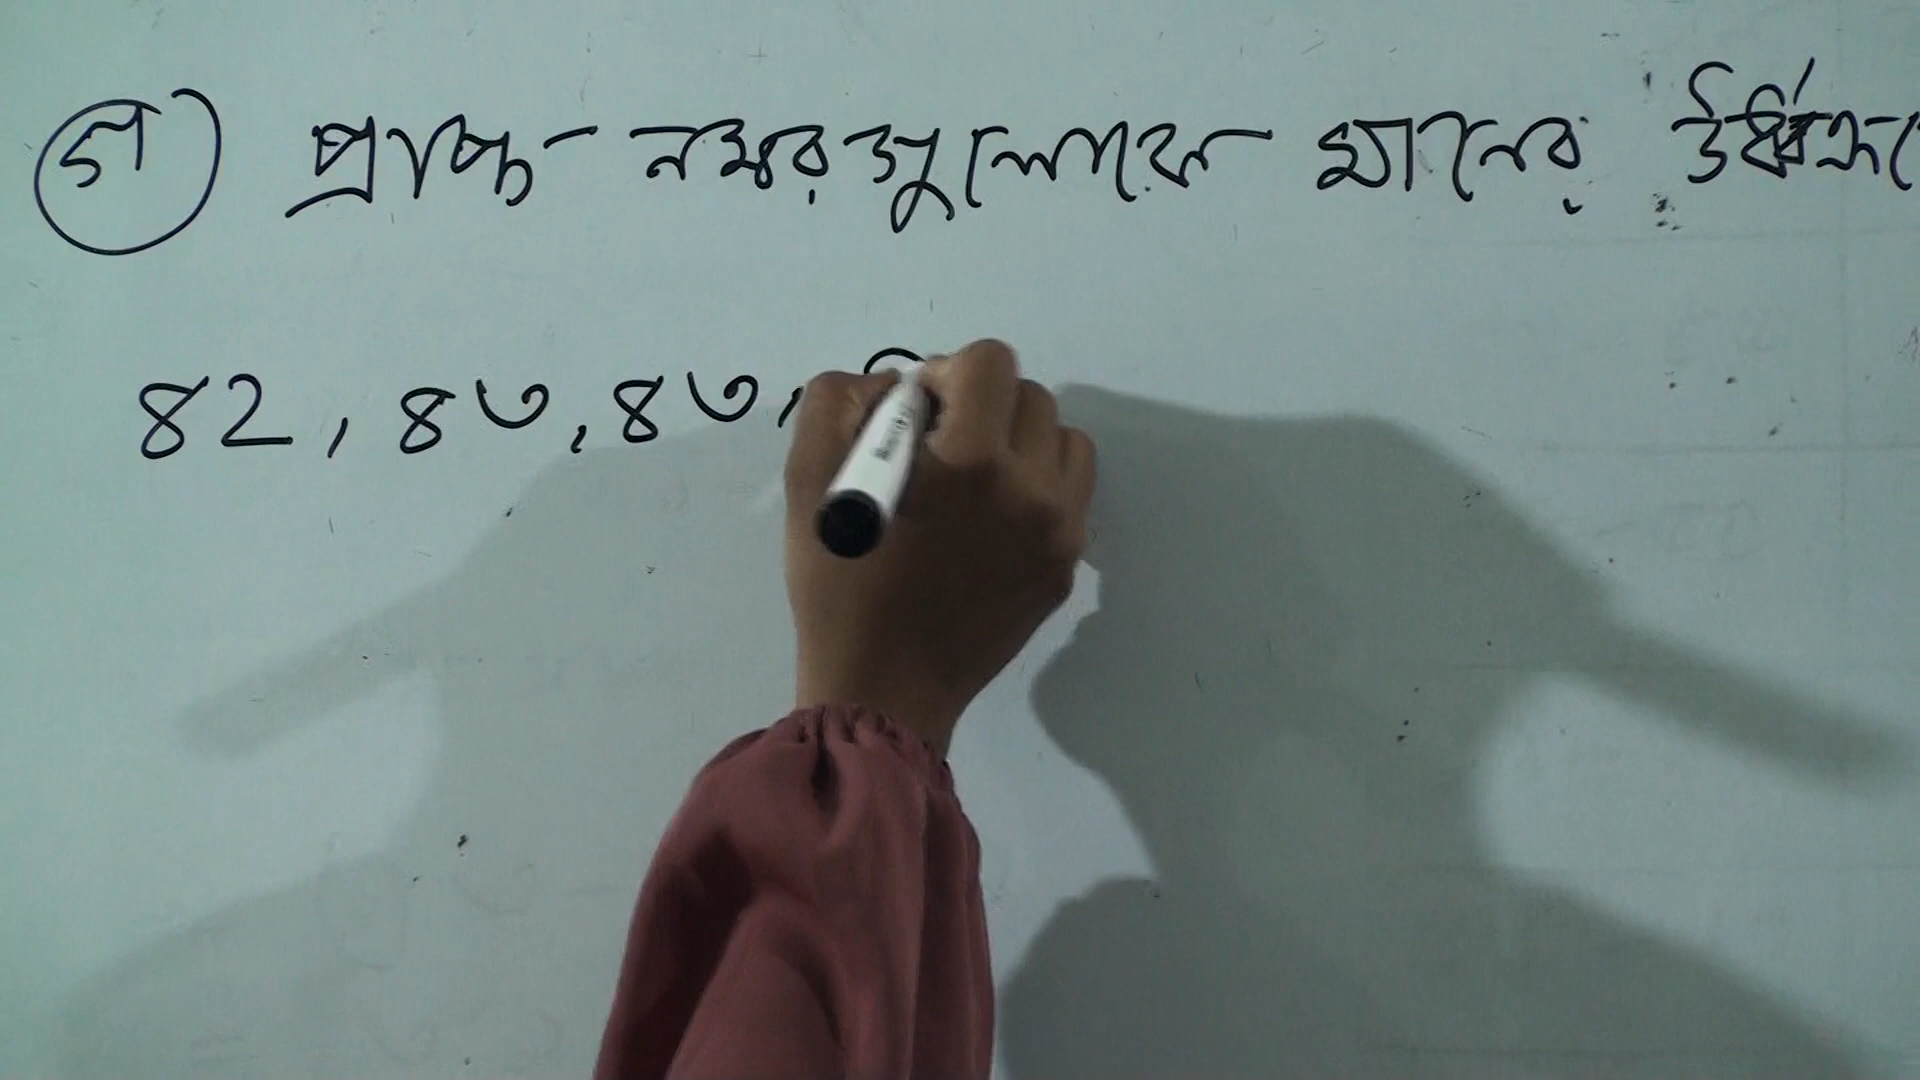 গ) প্রাপ্ত নম্বরগুলোকে মানের ঊর্ধ্বক্রমে
৪২, ৪৩, ৪৩,